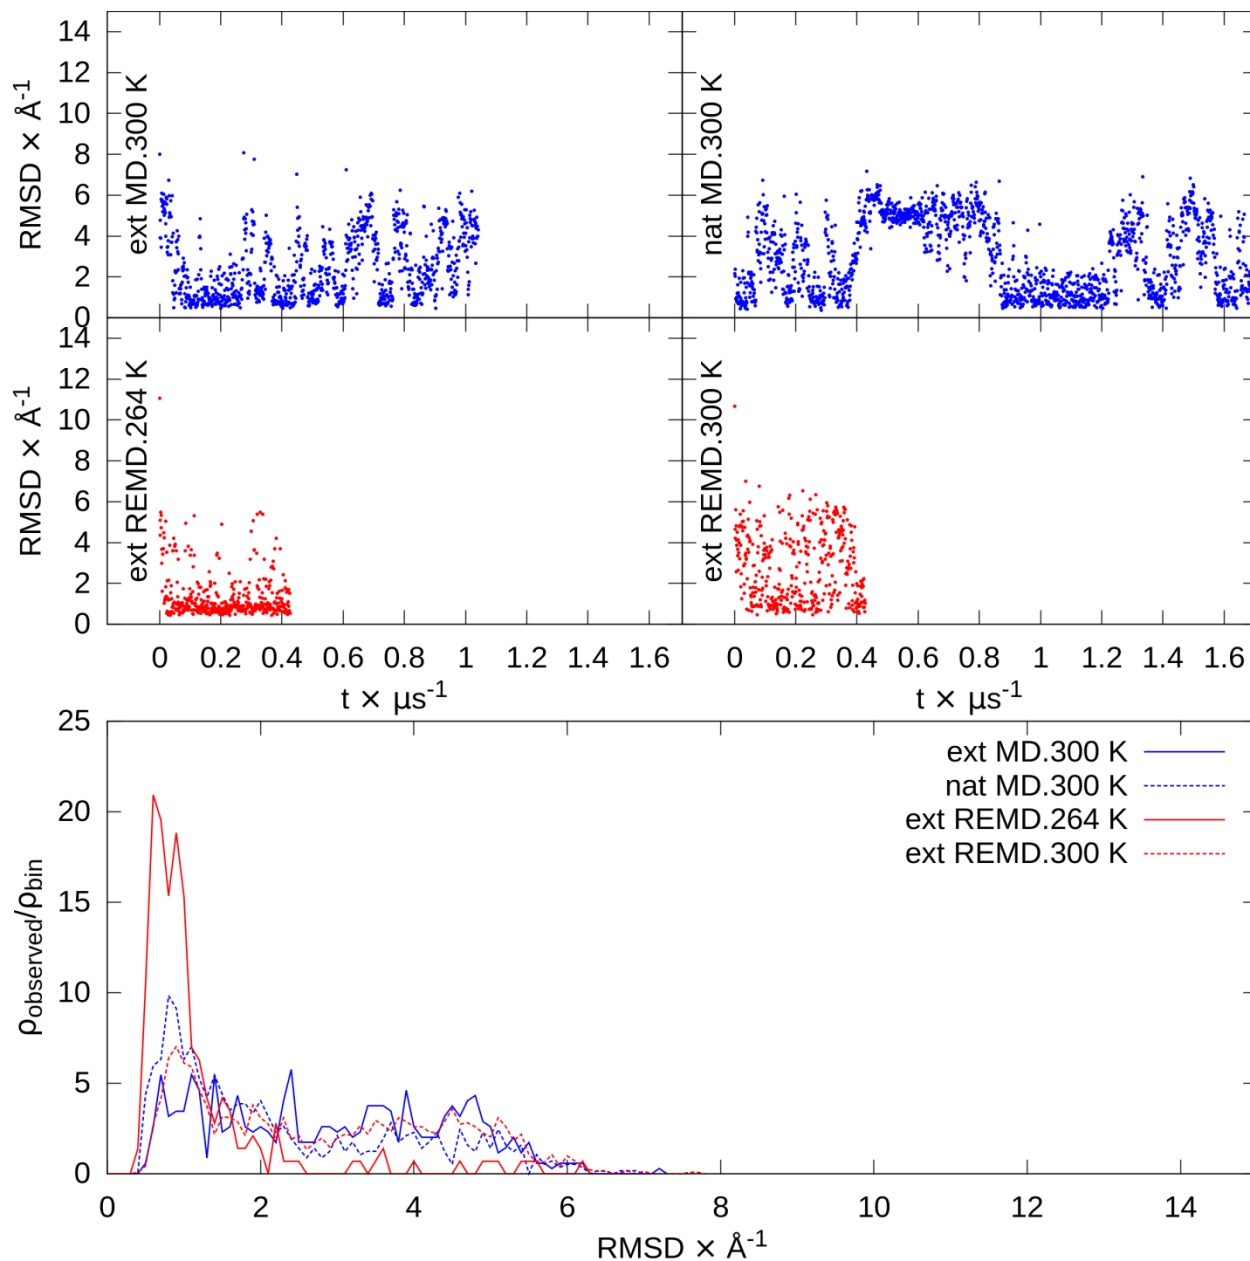 14
12
10
8
6
4
2
0
RMSD × Å⁻¹
ext MD.300 K
nat MD.300 K
14
12
10
8
6
4
2
0
RMSD × Å⁻¹
ext REMD.264 K
ext REMD.300 K
0 0.2 0.4 0.6 0.8 1 1.2 1.4 1.6
0 0.2 0.4 0.6 0.8 1 1.2 1.4 1.6
t × µs⁻¹
t × µs⁻¹
25
20
15
10
5
0
ρobserved/ρbin
ext MD.300 K
nat MD.300 K
ext REMD.264 K
ext REMD.300 K
0 2 4 6 8 10 12 14
RMSD × Å⁻¹